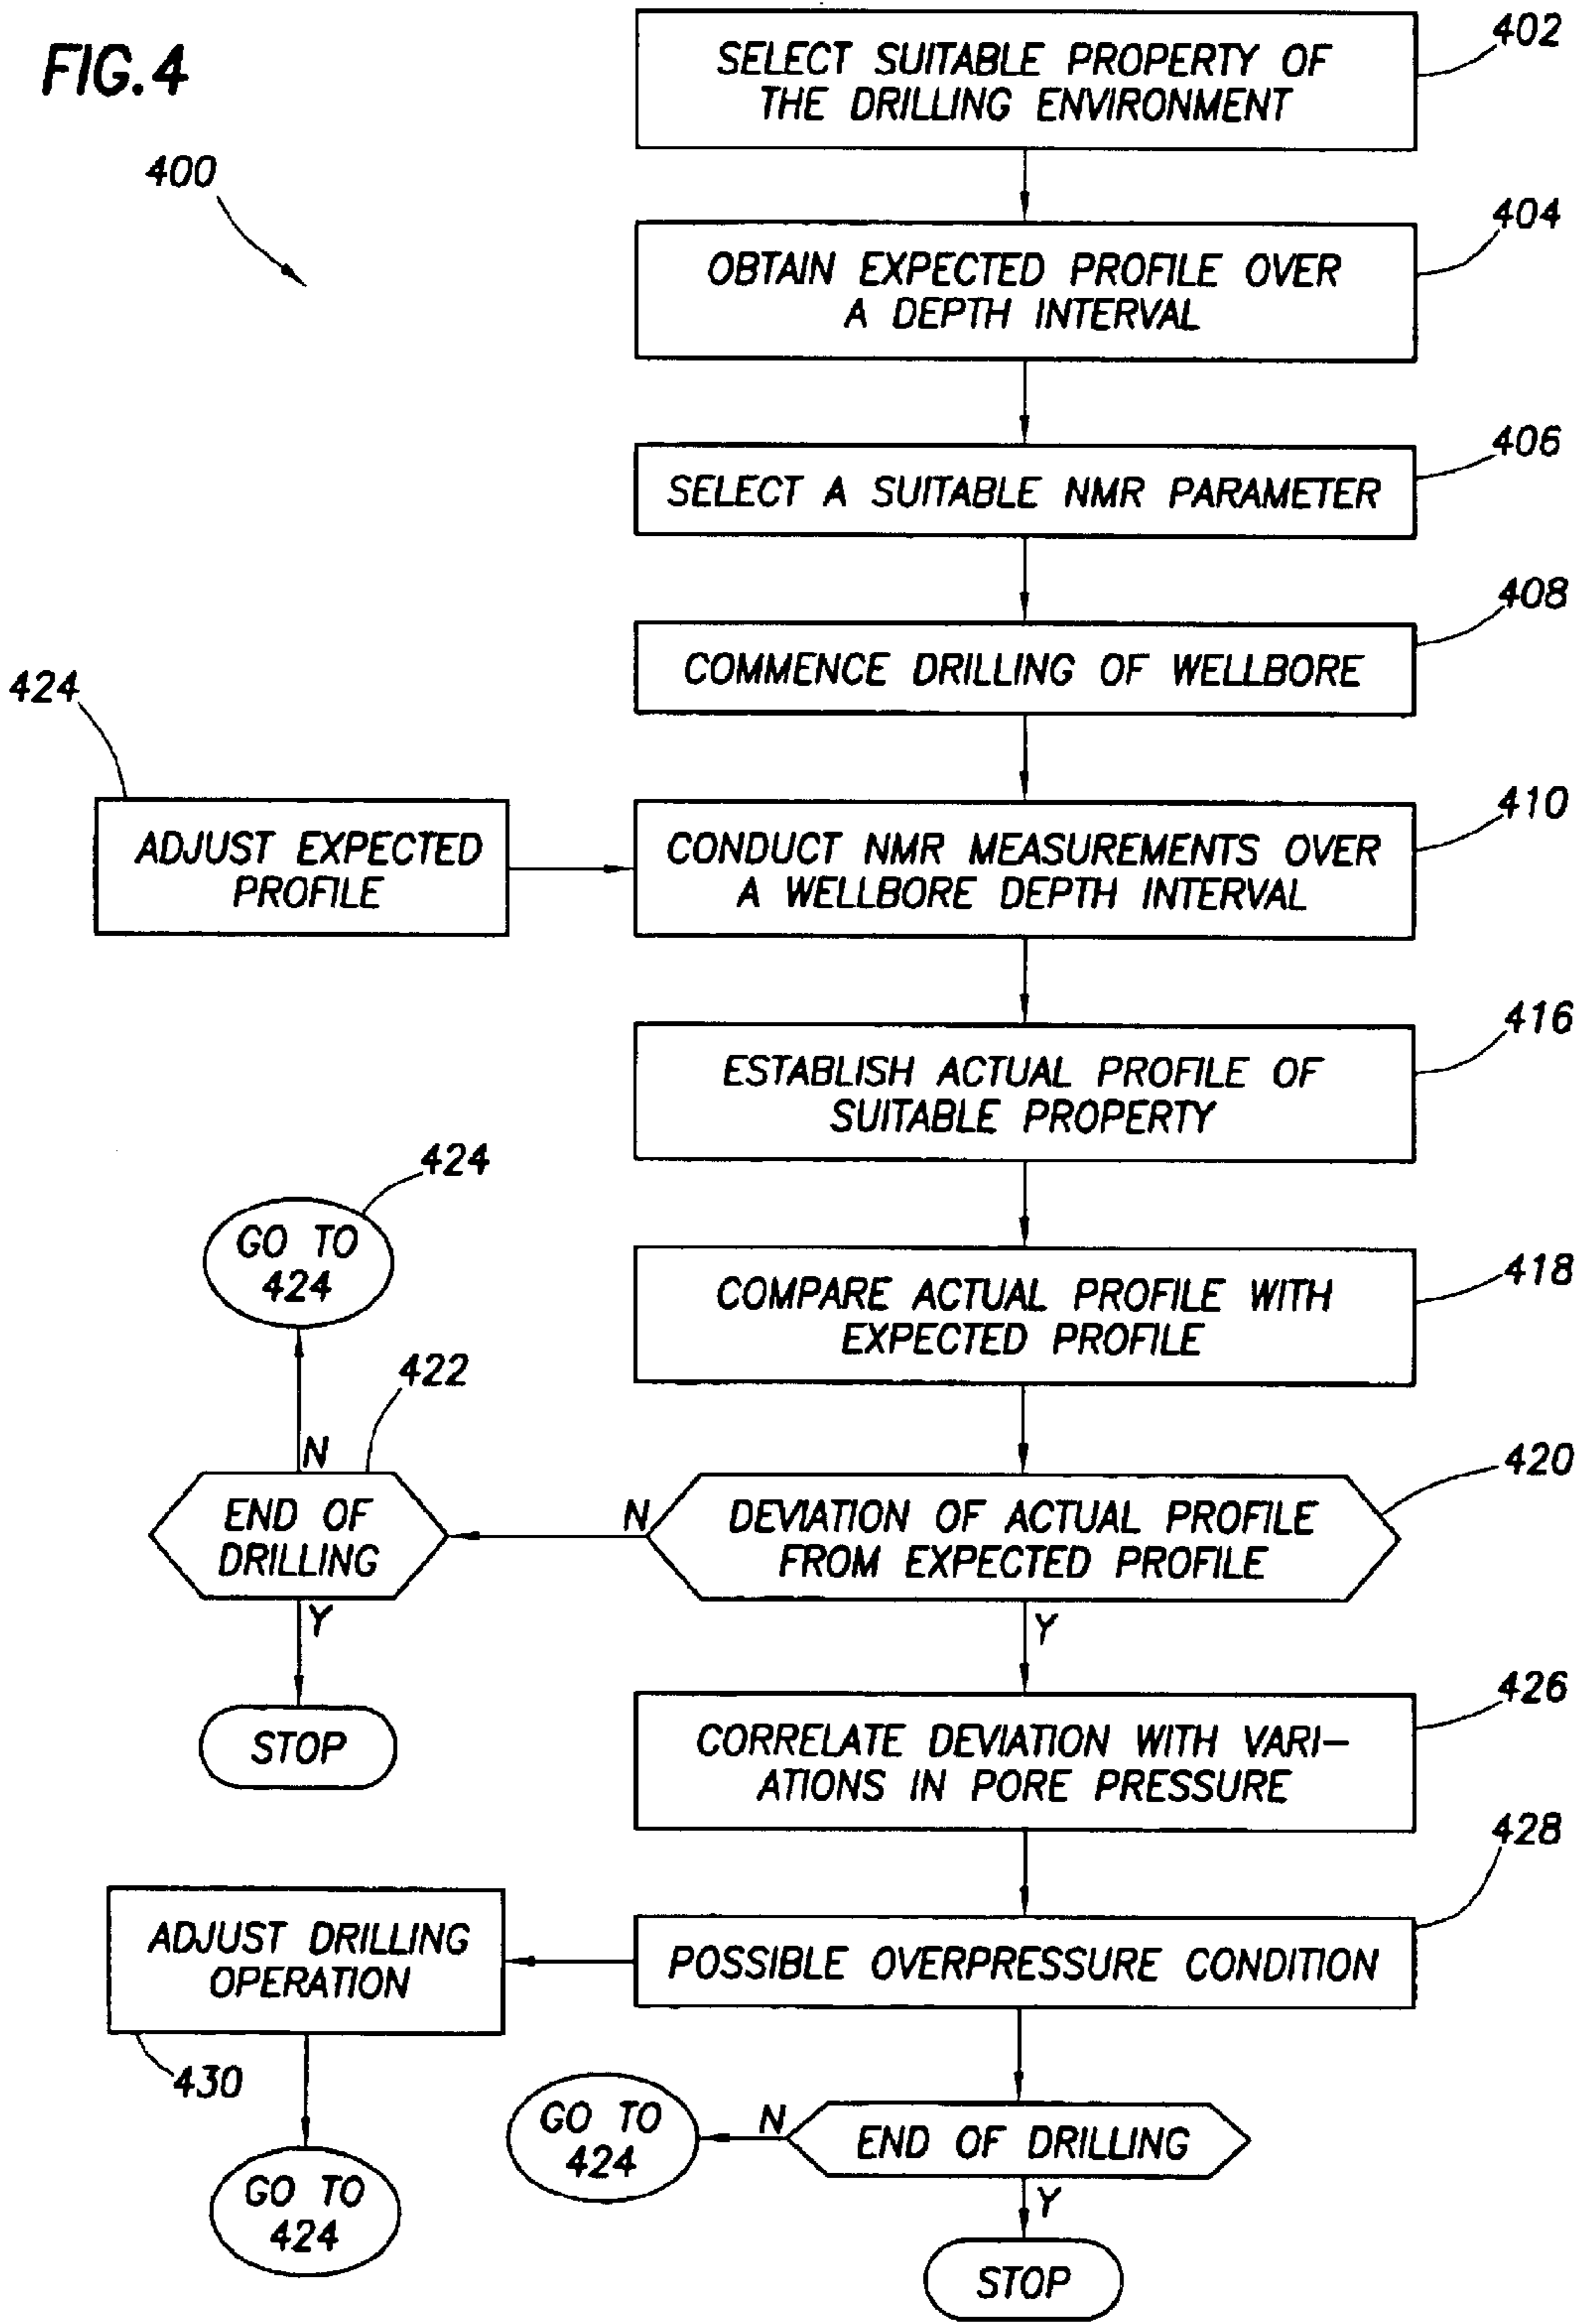 FIG.4
400
SELECT SUITABLE PROPERTY OF
THE DRILLING ENVIRONMENT
402
OBTAIN EXPECTED PROFILE OVER
A DEPTH INTERVAL
404
SELECT A SUITABLE NMR PARAMETER
406
COMMENCE DRILLING OF WELLBORE
408
424
ADJUST EXPECTED
PROFILE
CONDUCT NMR MEASUREMENTS OVER
A WELLBORE DEPTH INTERVAL
410
ESTABLISH ACTUAL PROFILE OF
SUITABLE PROPERTY
416
424
GO TO
424
COMPARE ACTUAL PROFILE WITH
EXPECTED PROFILE
418
422
N
END OF
DRILLING
Y
STOP
N
DEVIATION OF ACTUAL PROFILE
FROM EXPECTED PROFILE
420
Y
CORRELATE DEVIATION WITH VARI-
ATIONS IN PORE PRESSURE
426
POSSIBLE OVERPRESSURE CONDITION
428
ADJUST DRILLING
OPERATION
430
GO TO
424
GO TO
424
N
END OF DRILLING
Y
STOP